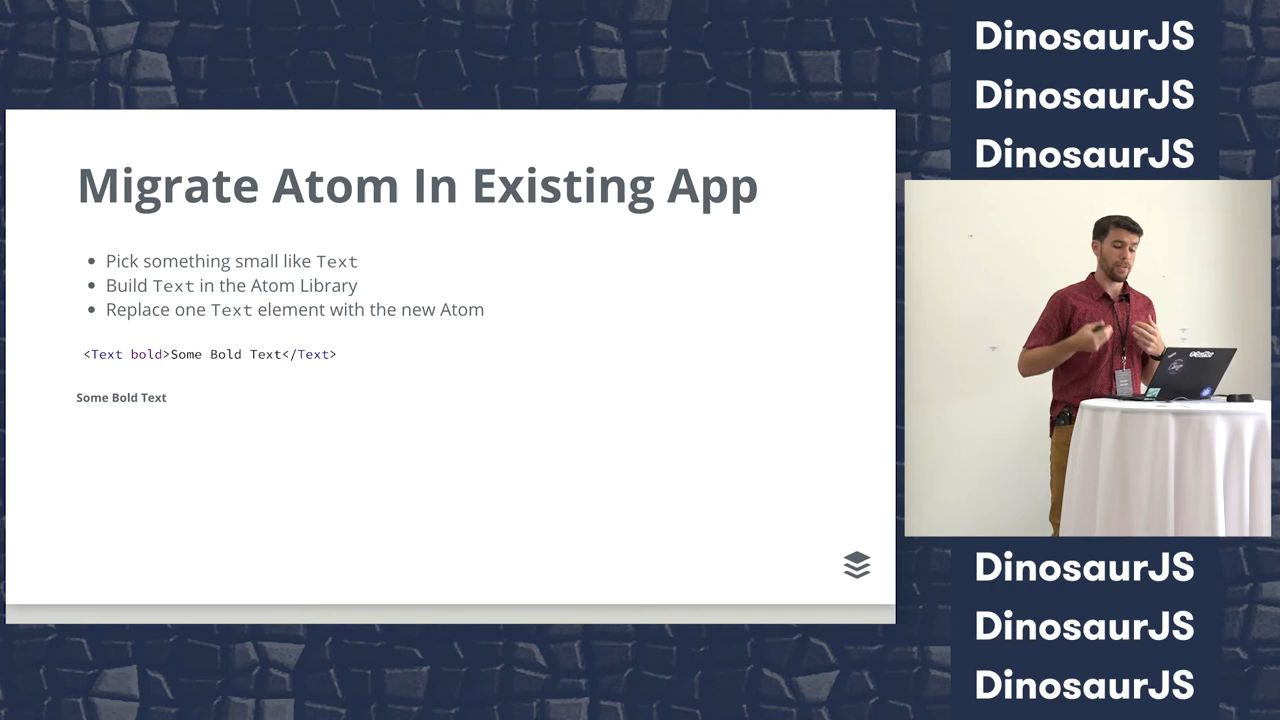 DinosaurJS
DinosaurJS
DinosaurJS
Migrate Atom In Existing App
Pick something small like Text
Build Text in the Atom Library
Replace one Text element with the new Atom
<Text bold>Some Bold Text</Text>
Some Bold Text
DinosaurJS
DinosaurJS
DinosaurJS